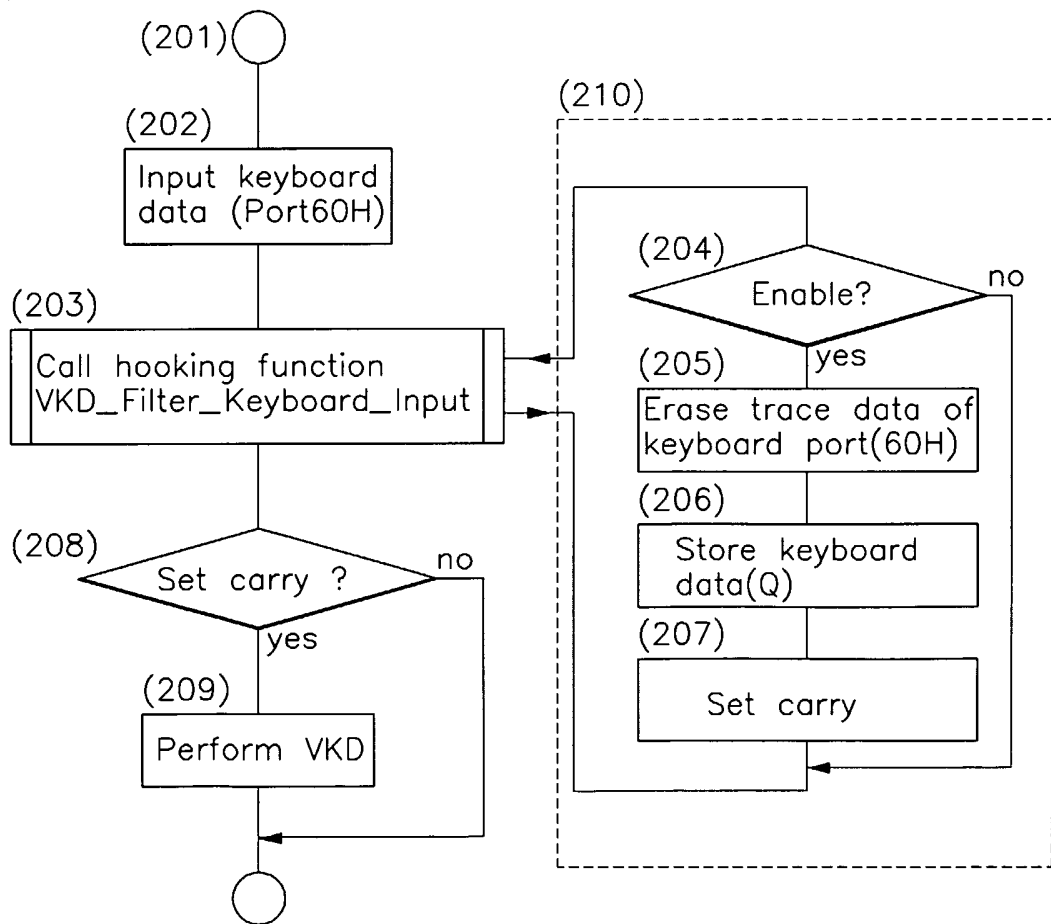 (201)
(202)
Input keyboard
data (Port60H)
(203)
Call hooking function
VKD_Filter_Keyboard_Input
(208)
Set carry ?
no
yes
(209)
Perform VKD
(210)
(204)
Enable?
no
yes
(205)
Erase trace data of
keyboard port(60H)
(206)
Store keyboard
data(Q)
(207)
Set carry